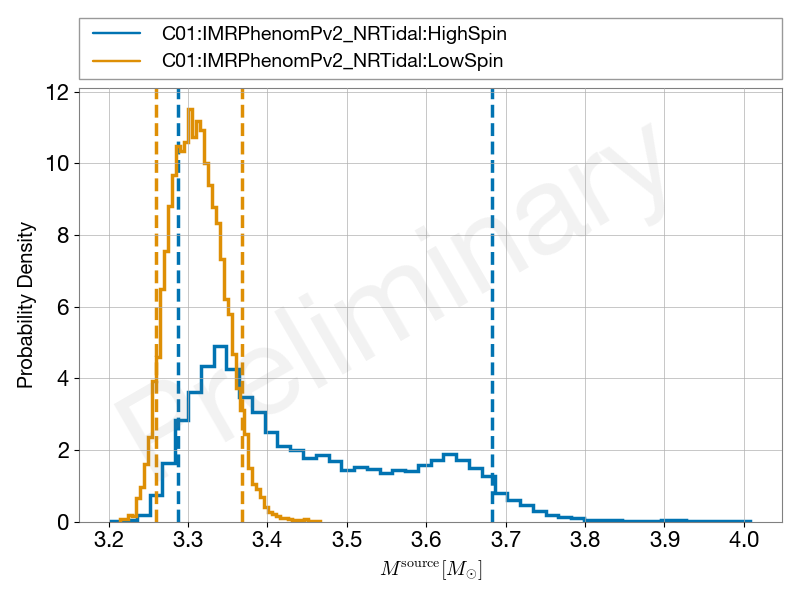 C01:IMRPhenomPv2_NRTidal:HighSpin
C01:IMRPhenomPv2_NRTidal:LowSpin
12
10
8
6
4
2
0
Probability Density
Preliminary
3.2 3.3 3.4 3.5 3.6 3.7 3.8 3.9 4.0
M^source[M_⊙]